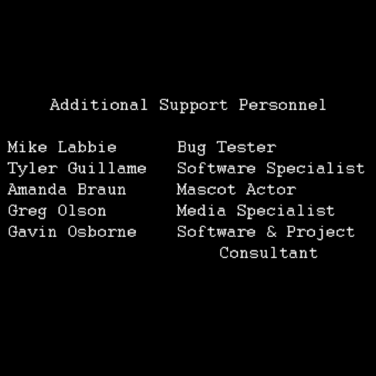 Additional Support Personnel
Mike Labbie Bug Tester
Tyler Guillame Software Specialist
Amanda Braun Mascot Actor
Greg Olson Media Specialist
Gavin Osborne Software & Project
Consultant